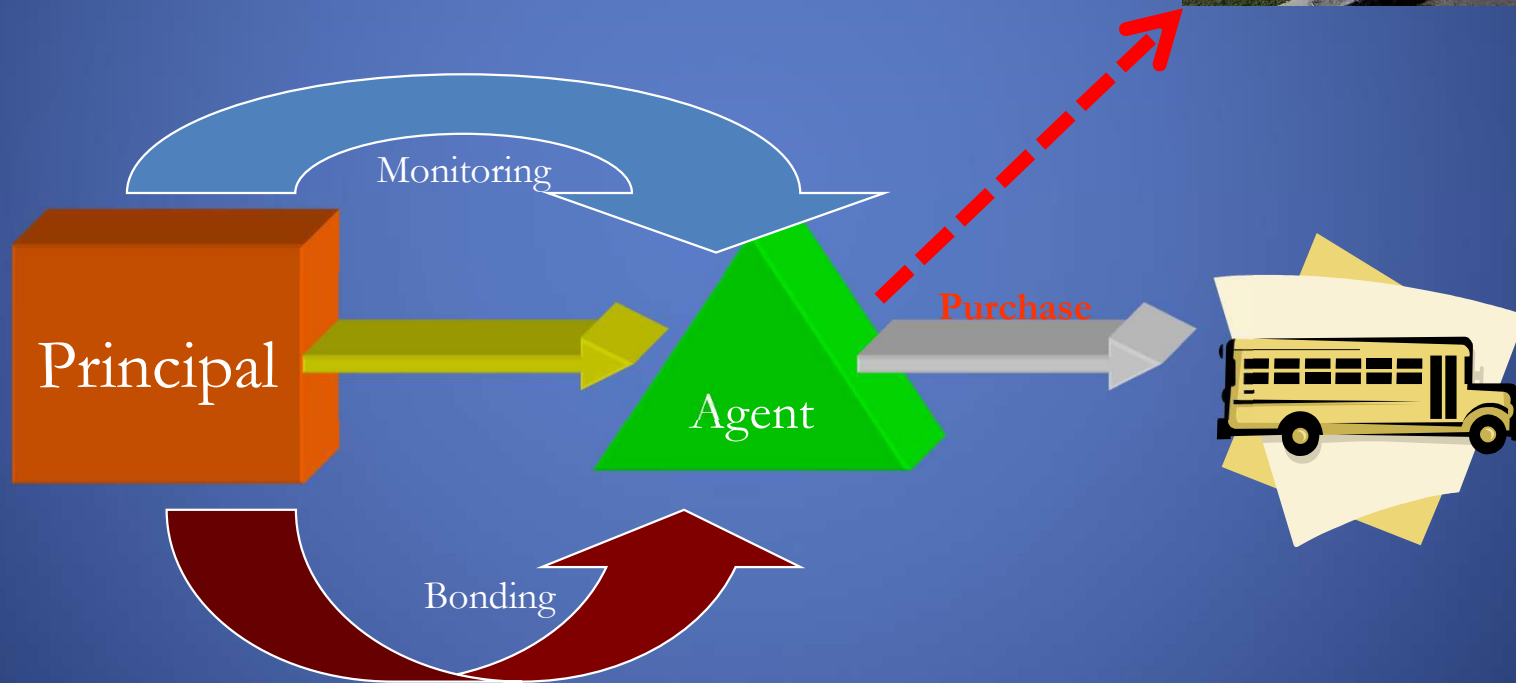 Monitoring
Purchase
Principal
Agent
Bonding